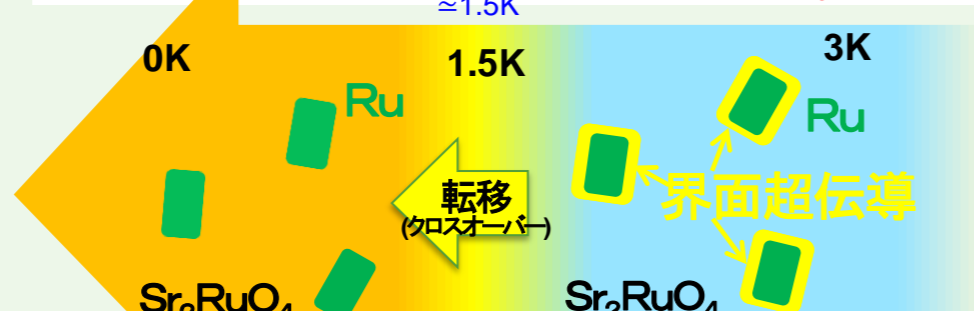 ≃1.5K
0K
1.5K
3K
Ru
Ru
界面超伝導
転移
(クロスオーバー)
Sr₂RuO₄
Sr₂RuO₄